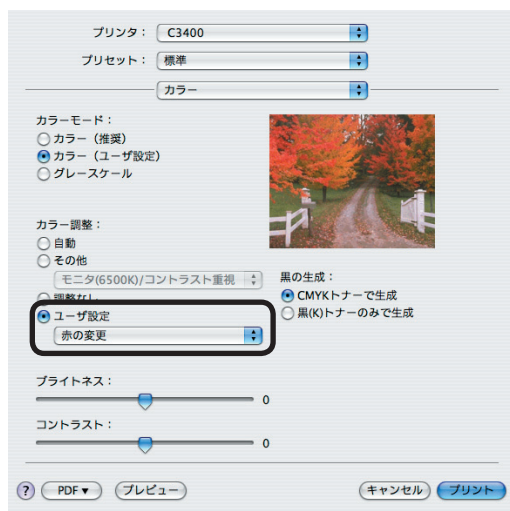 プリンタ： C3400
プリセット： 標準
カラー
カラーモード：
カラー（推奨）
カラー（ユーザ設定）
グレースケール
カラー調整：
自動
その他
モニタ(6500K)/コントラスト重視
調整なし
ユーザ設定
赤の変更
黒の生成：
CMYKトナーで生成
黒(K)トナーのみで生成
ブライトネス：
0
コントラスト：
0
? PDF▼ プレビュー キャンセル プリント